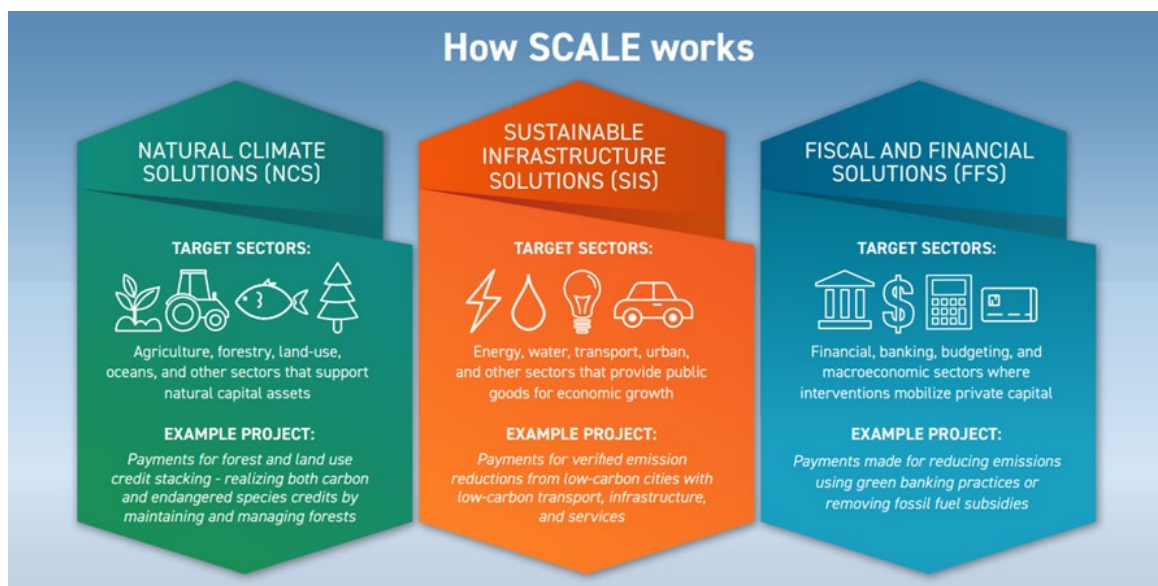 How SCALE works
NATURAL CLIMATE
SOLUTIONS (NCS)
TARGET SECTORS:
Agriculture, forestry, land-use,
oceans, and other sectors that support
natural capital assets
EXAMPLE PROJECT:
Payments for forest and land use
credit stacking - realizing both carbon
and endangered species credits by
maintaining and managing forests
SUSTAINABLE
INFRASTRUCTURE
SOLUTIONS (SIS)
TARGET SECTORS:
Energy, water, transport, urban,
and other sectors that provide public
goods for economic growth
EXAMPLE PROJECT:
Payments for verified emission
reductions from low-carbon cities with
low-carbon transport, infrastructure,
and services
FISCAL AND FINANCIAL
SOLUTIONS (FFS)
TARGET SECTORS:
$
Financial, banking, budgeting, and
macroeconomic sectors where
interventions mobilize private capital
EXAMPLE PROJECT:
Payments made for reducing emissions
using green banking practices or
removing fossil fuel subsidies